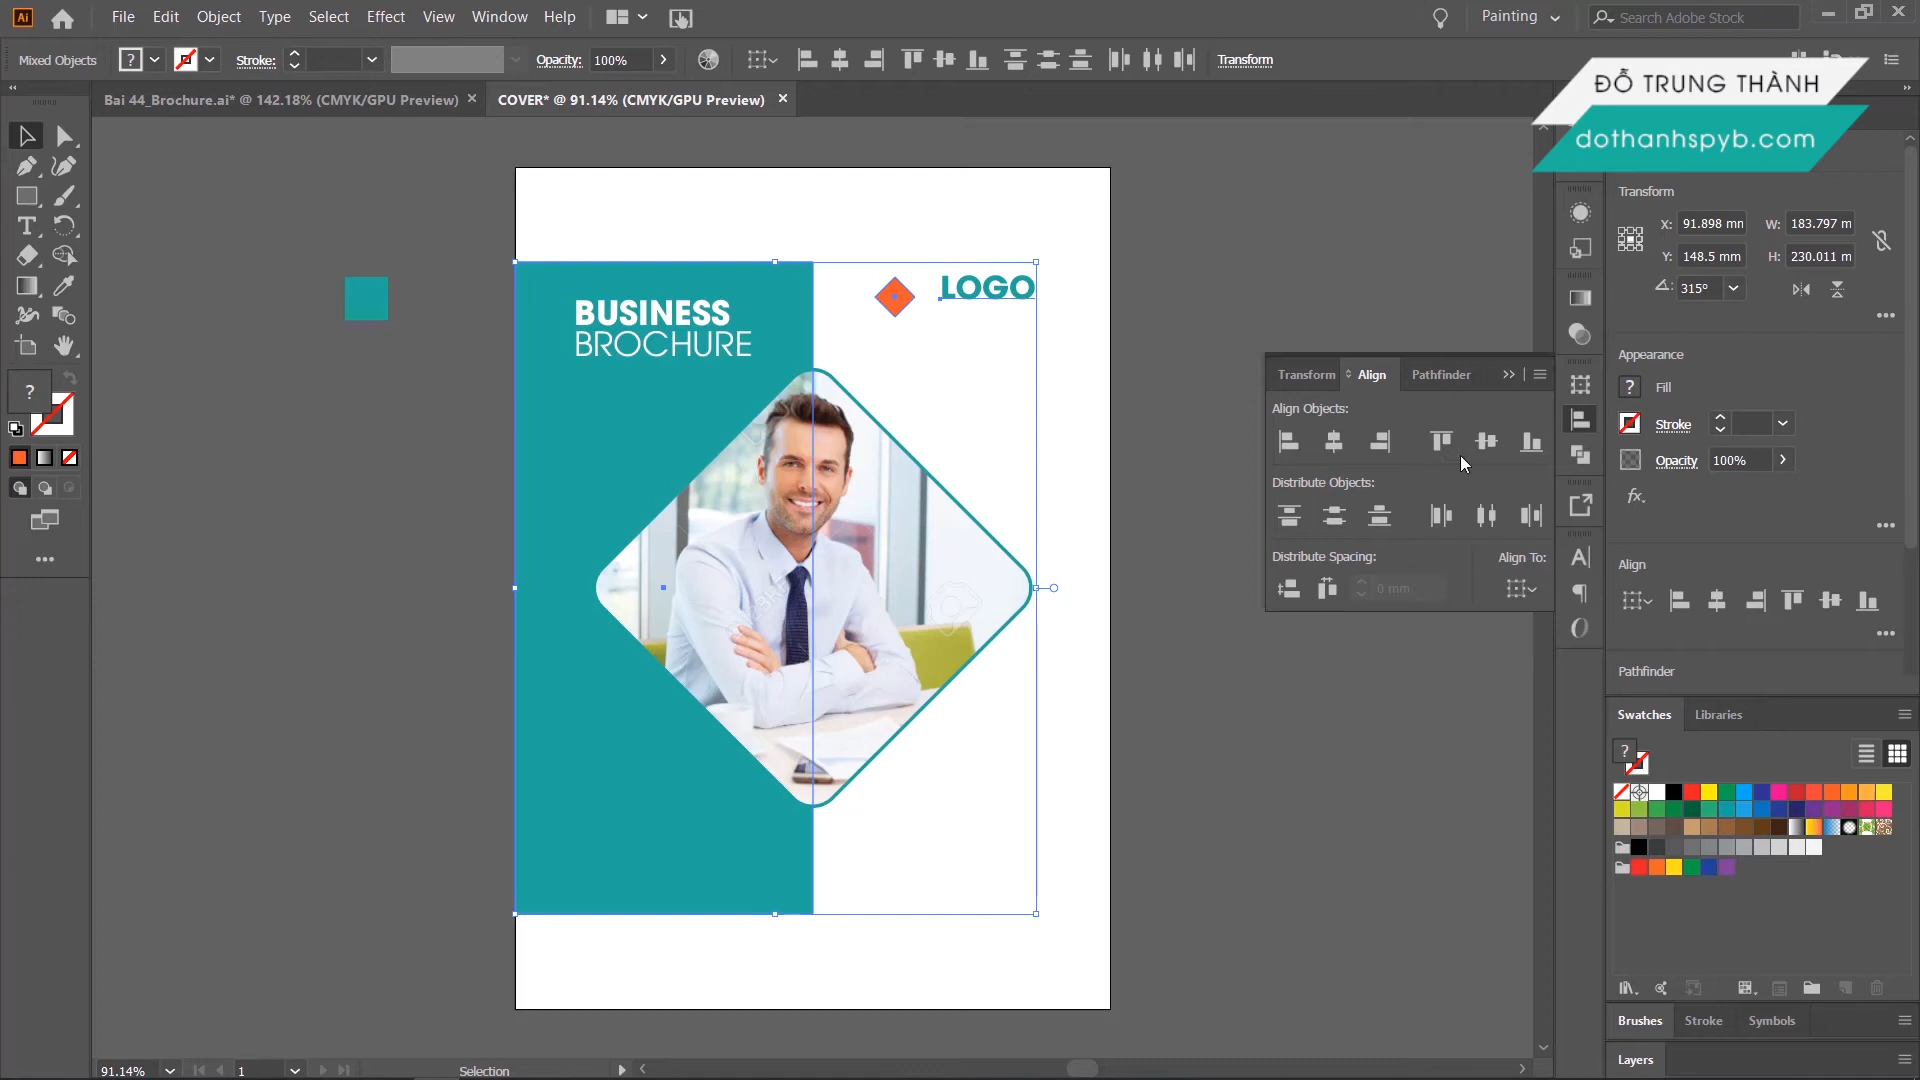 File Edit Object Type Select Effect View Window Help
Painting
Search Adobe Stock
Mixed Objects
?
Stroke:
Opacity: 100%
Transform
Bai 44_Brochure.ai* @ 142.18% (CMYK/GPU Preview)
COVER* @ 91.14% (CMYK/GPU Preview)
ĐỖ TRUNG THÀNH
dothanhspyb.com
BUSINESS
BROCHURE
LOGO
Transform
X: 91.898 mm
W: 183.797 m
Y: 148.5 mm
H: 230.011 m
315°
Transform Align Pathfinder
Align Objects:
Distribute Objects:
Distribute Spacing:
Align To:
0 mm
Appearance
? Fill
Stroke
Opacity 100%
fx
Align
Pathfinder
Swatches Libraries
?
Brushes Stroke Symbols
Layers
?
91.14%
1
Selection